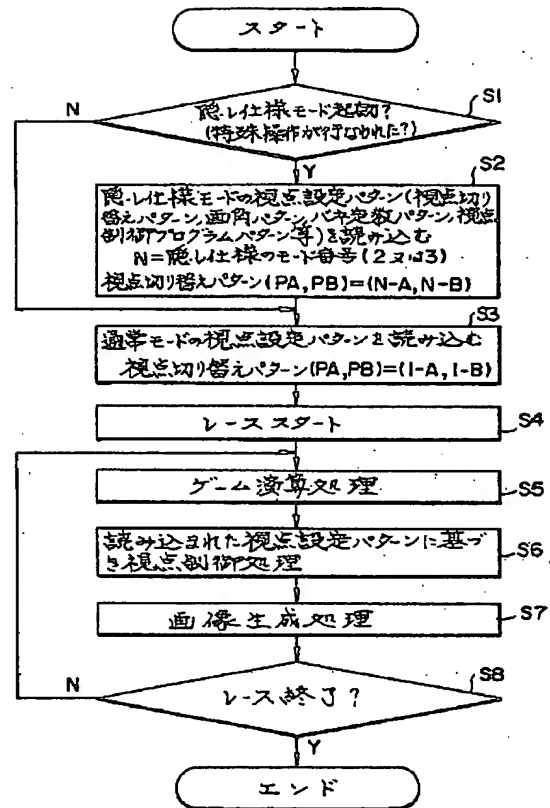 スタート
S1
隠レ仕様モード起動?
(特殊操作が行なわれた?)
N
Y
S2
隠レ仕様モードの視点設定パターン(視点切り
替えパターン,画角パターン,バネ定数パターン,視点
制御プログラムパターン等)を読み込む
N=隠レ仕様のモード番号(2又は3)
視点切り替えパターン(PA,PB)=(N-A,N-B)
S3
通常モードの視点設定パターンを読み込む
視点切り替えパターン(PA,PB)=(1-A,1-B)
レーススタート
S4
ゲーム演算処理
S5
読み込まれた視点設定パターンに基づ
き視点制御処理
S6
画像生成処理
S7
S8
N
レース終了?
Y
エンド